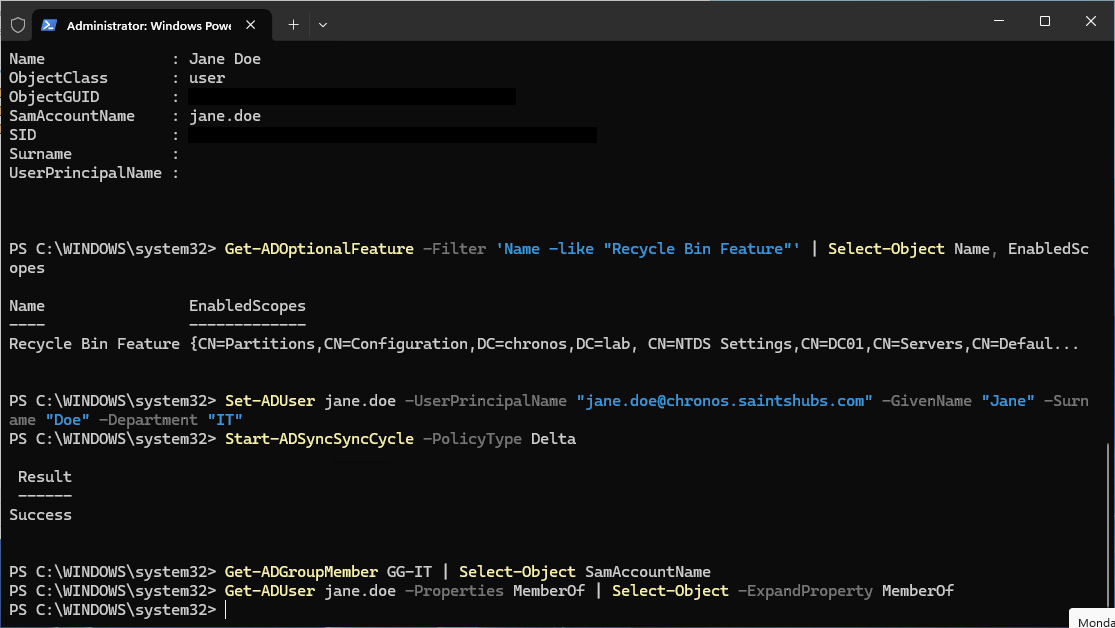 Administrator: Windows Powe
Name : Jane Doe
ObjectClass : user
ObjectGUID :
SamAccountName : jane.doe
SID :
Surname :
UserPrincipalName :
PS C:\WINDOWS\system32> Get-ADOptionalFeature -Filter 'Name -like "Recycle Bin Feature"' | Select-Object Name, EnabledSc
opes
Name EnabledScopes
---- -------------
Recycle Bin Feature {CN=Partitions,CN=Configuration,DC=chronos,DC=lab, CN=NTDS Settings,CN=DC01,CN=Servers,CN=Defaul...
PS C:\WINDOWS\system32> Set-ADUser jane.doe -UserPrincipalName "jane.doe@chronos.saintshubs.com" -GivenName "Jane" -Surn
ame "Doe" -Department "IT"
PS C:\WINDOWS\system32> Start-ADSyncSyncCycle -PolicyType Delta
Result
------
Success
PS C:\WINDOWS\system32> Get-ADGroupMember GG-IT | Select-Object SamAccountName
PS C:\WINDOWS\system32> Get-ADUser jane.doe -Properties MemberOf | Select-Object -ExpandProperty MemberOf
PS C:\WINDOWS\system32>
Monda